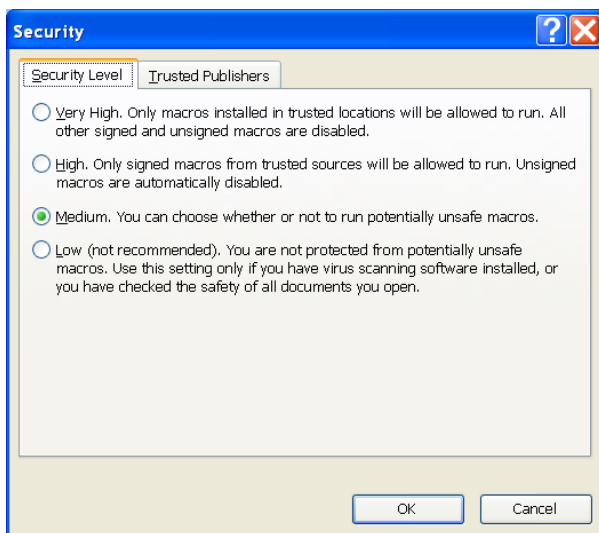 Security
Security Level
Trusted Publishers
Very High. Only macros installed in trusted locations will be allowed to run. All
other signed and unsigned macros are disabled.
High. Only signed macros from trusted sources will be allowed to run. Unsigned
macros are automatically disabled.
Medium. You can choose whether or not to run potentially unsafe macros.
Low (not recommended). You are not protected from potentially unsafe
macros. Use this setting only if you have virus scanning software installed, or
you have checked the safety of all documents you open.
OK
Cancel